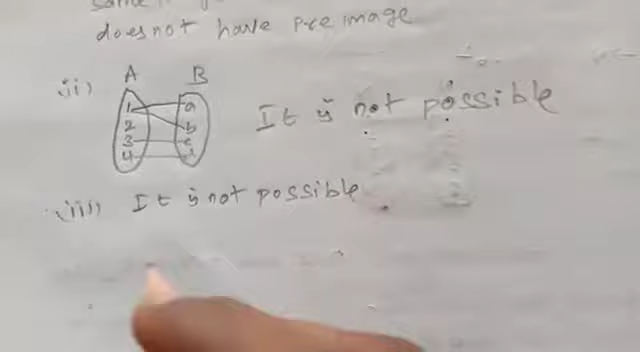 does not have pre image
ii) A B
1 a
2 b
3 c
4 d
It is not possible
iii) It is not possible